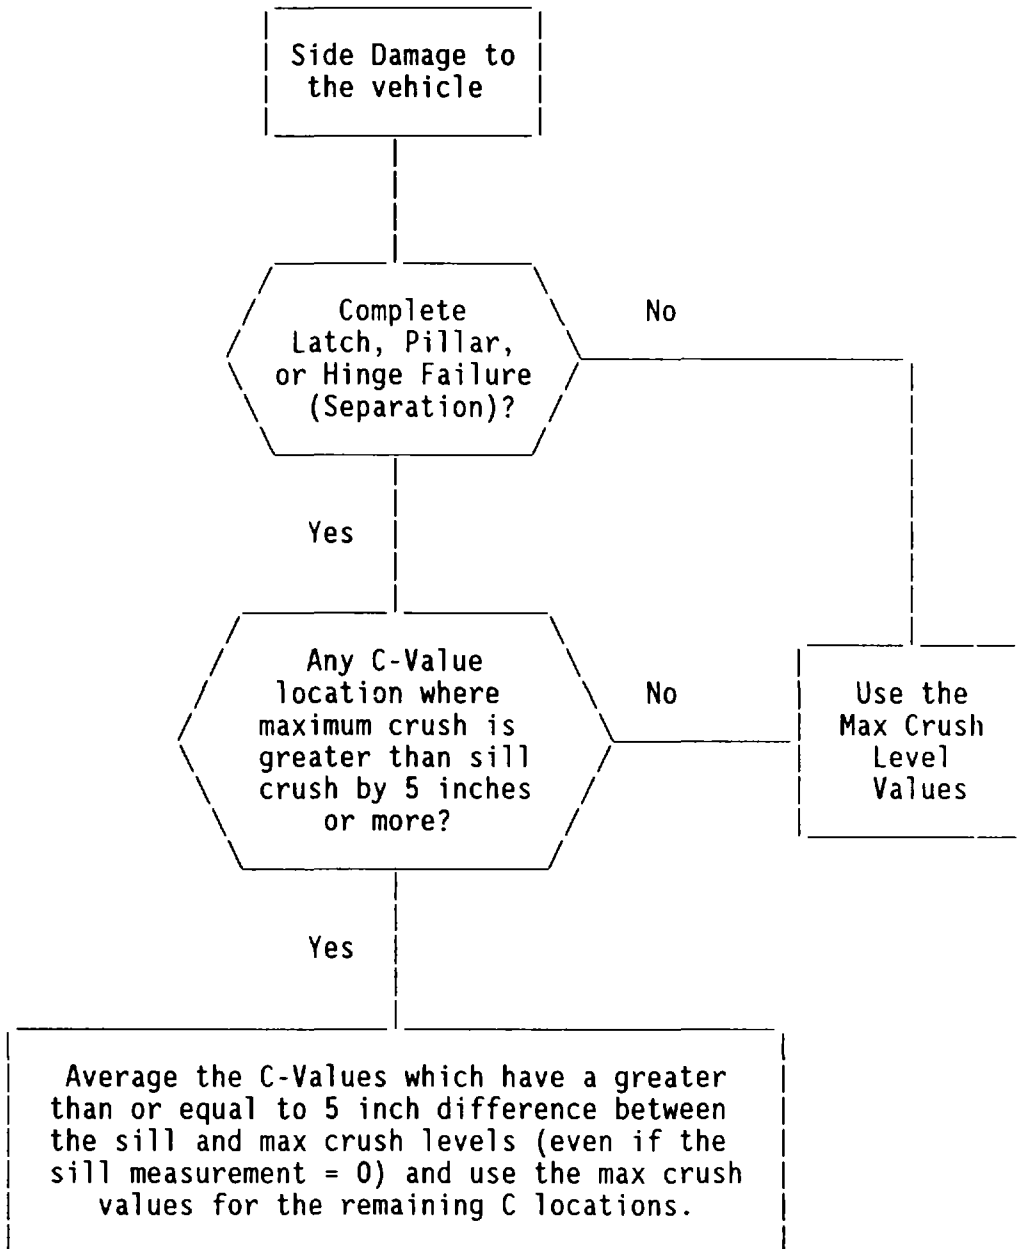 Side Damage to
the vehicle
Complete
Latch, Pillar,
or Hinge Failure
(Separation)?
No
Yes
Any C-Value
location where
maximum crush is
greater than sill
crush by 5 inches
or more?
No
Use the
Max Crush
Level
Values
Yes
Average the C-Values which have a greater
than or equal to 5 inch difference between
the sill and max crush levels (even if the
sill measurement = 0) and use the max crush
values for the remaining C locations.